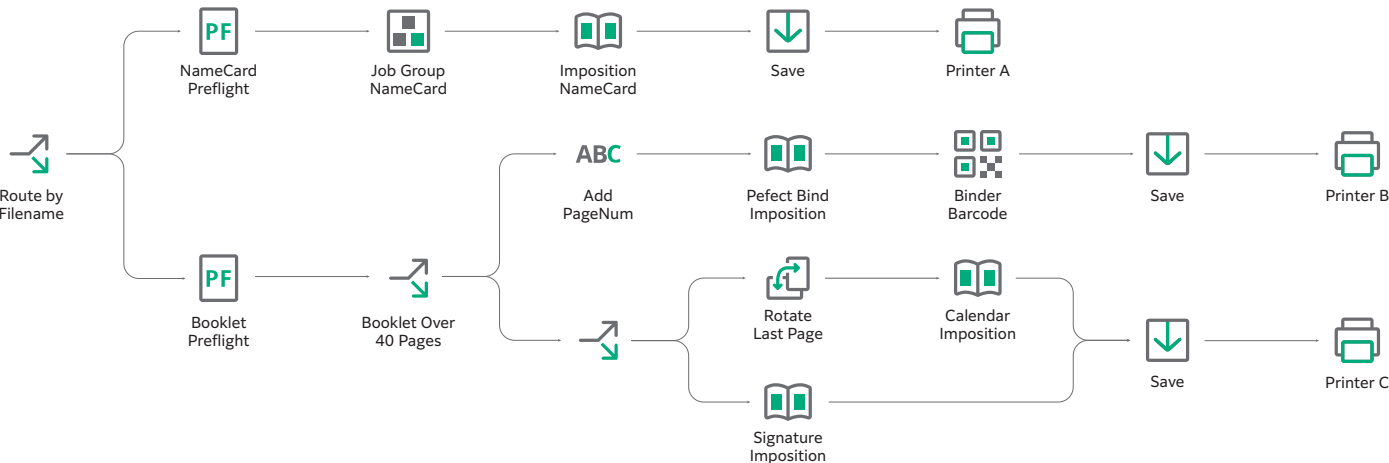 PF
NameCard
Preflight
Job Group
NameCard
Imposition
NameCard
Save
Printer A
Route by
Filename
ABC
Add
PageNum
Pefect Bind
Imposition
Binder
Barcode
Save
Printer B
PF
Booklet
Preflight
Booklet Over
40 Pages
Rotate
Last Page
Calendar
Imposition
Signature
Imposition
Save
Printer C